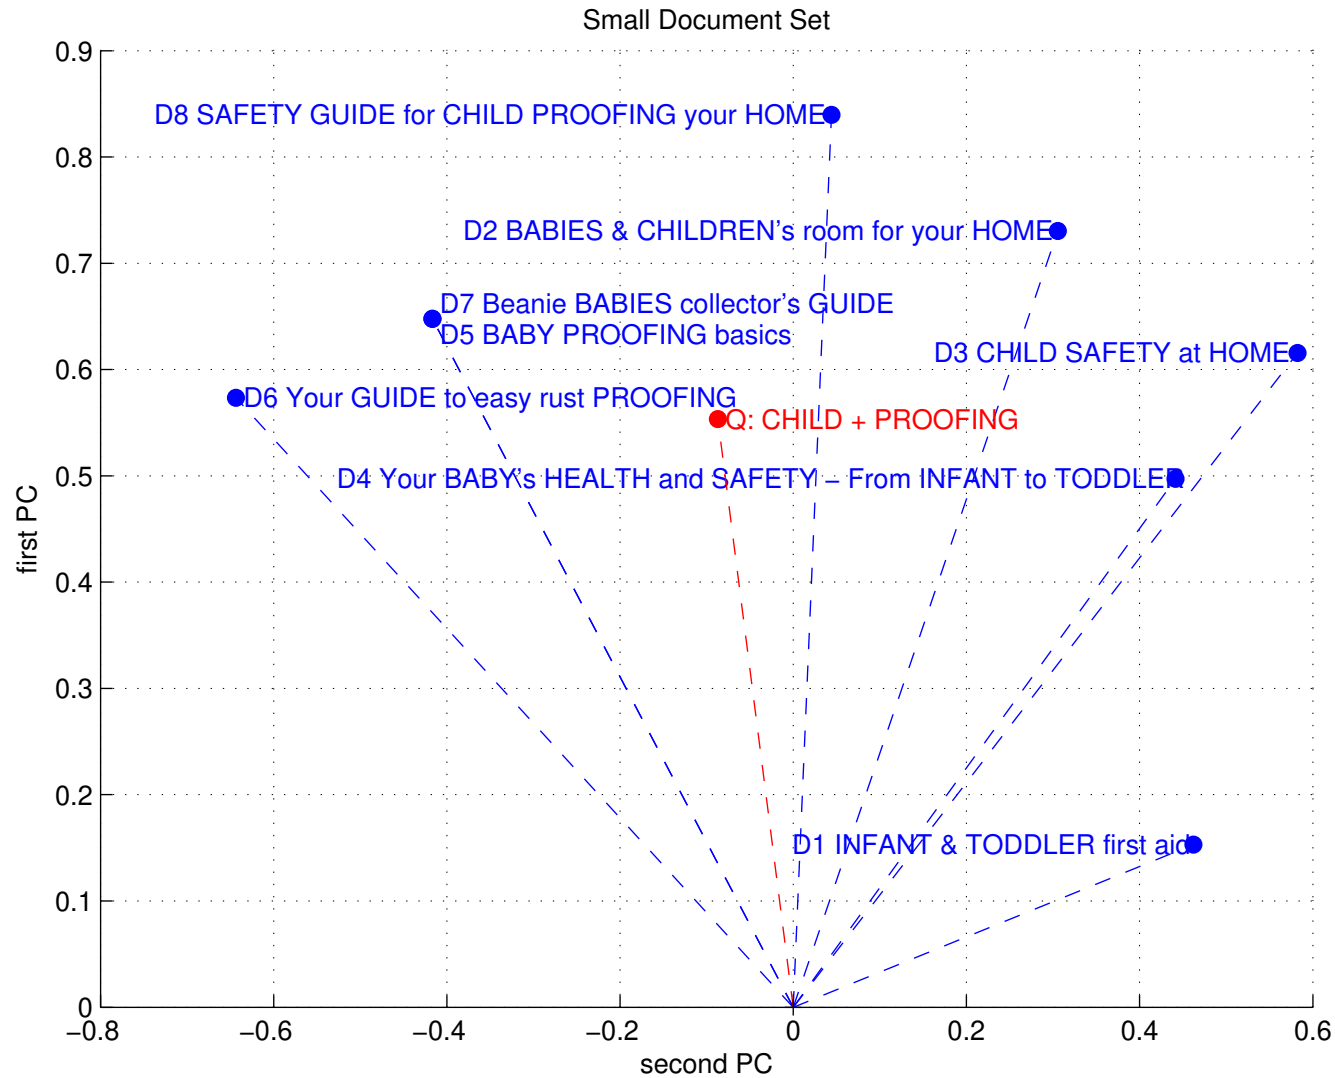 Small Document Set
0.9
D8 SAFETY GUIDE for CHILD PROOFING your HOME
0.8
D2 BABIES & CHILDREN's room for your HOME
0.7
D7 Beanie BABIES collector's GUIDE
D5 BABY PROOFING basics
D3 CHILD SAFETY at HOME
0.6
D6 Your GUIDE to easy rust PROOFING
Q: CHILD + PROOFING
D4 Your BABY's HEALTH and SAFETY – From INFANT to TODDLER
0.5
first PC
0.4
0.3
0.2
D1 INFANT & TODDLER first aid
0.1
0
−0.8 −0.6 −0.4 −0.2 0 0.2 0.4 0.6
second PC